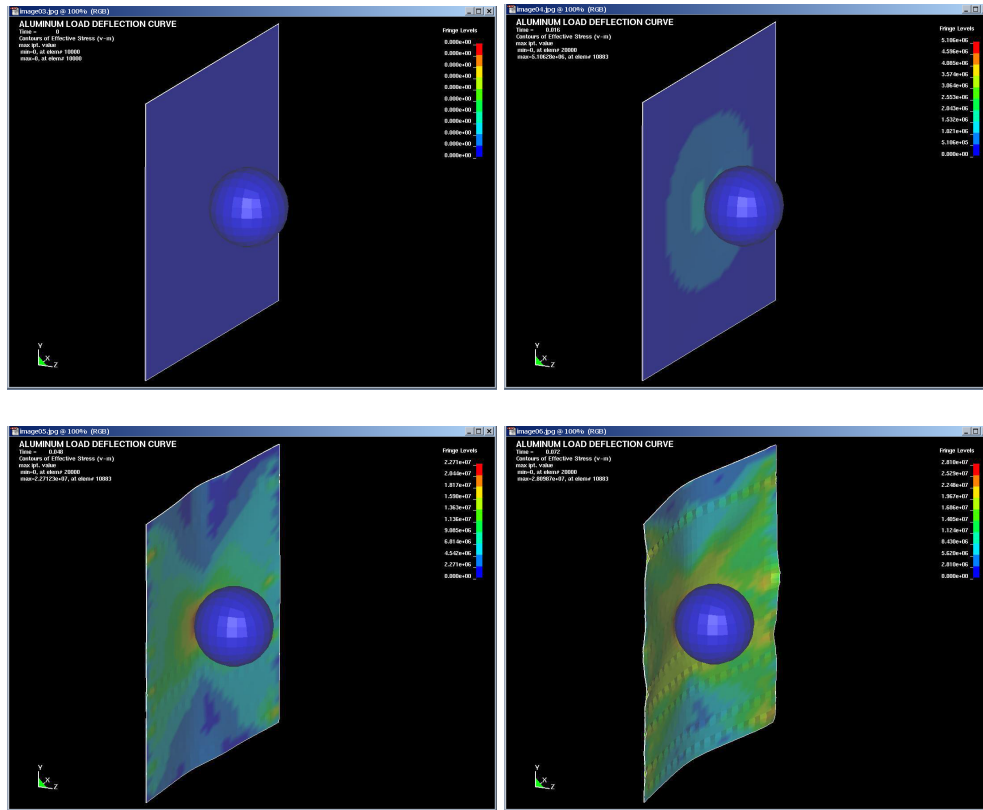 image03.jpg @ 100% (RGB)
ALUMINUM LOAD DEFLECTION CURVE
Time = 0
Contours of Effective Stress (v-m)
max ipt. value
min=0, at elem# 10000
max=0, at elem# 10000
Fringe Levels
0.000e+00
0.000e+00
0.000e+00
0.000e+00
0.000e+00
0.000e+00
0.000e+00
0.000e+00
0.000e+00
0.000e+00
0.000e+00
Y
X
Z
image04.jpg @ 100% (RGB)
ALUMINUM LOAD DEFLECTION CURVE
Time = 0.016
Contours of Effective Stress (v-m)
max ipt. value
min=0, at elem# 20000
max=5.10628e+06, at elem# 10883
Fringe Levels
5.106e+06
4.596e+06
4.085e+06
3.574e+06
3.064e+06
2.553e+06
2.043e+06
1.532e+06
1.021e+06
5.106e+05
0.000e+00
Y
X
Z
image05.jpg @ 100% (RGB)
ALUMINUM LOAD DEFLECTION CURVE
Time = 0.048
Contours of Effective Stress (v-m)
max ipt. value
min=0, at elem# 20000
max=2.27123e+07, at elem# 10883
Fringe Levels
2.271e+07
2.044e+07
1.817e+07
1.590e+07
1.363e+07
1.136e+07
9.085e+06
6.814e+06
4.542e+06
2.271e+06
0.000e+00
Y
X
Z
image06.jpg @ 100% (RGB)
ALUMINUM LOAD DEFLECTION CURVE
Time = 0.072
Contours of Effective Stress (v-m)
max ipt. value
min=0, at elem# 20000
max=2.80987e+07, at elem# 10883
Fringe Levels
2.810e+07
2.529e+07
2.248e+07
1.967e+07
1.686e+07
1.405e+07
1.124e+07
8.430e+06
5.620e+06
2.810e+06
0.000e+00
Y
X
Z